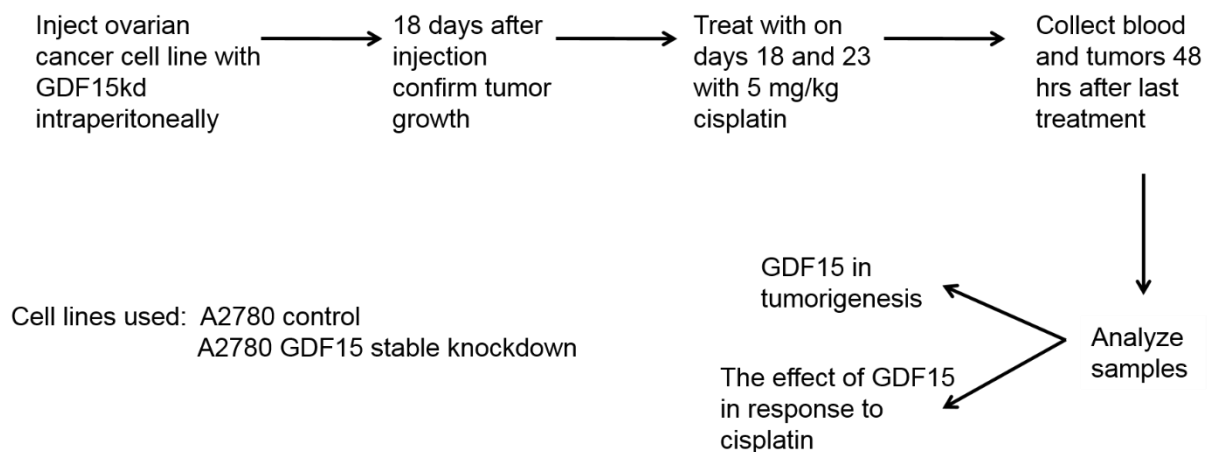 Inject ovarian
cancer cell line with
GDF15kd
intraperitoneally
18 days after
injection
confirm tumor
growth
Treat with on
days 18 and 23
with 5 mg/kg
cisplatin
Collect blood
and tumors 48
hrs after last
treatment
Analyze
samples
GDF15 in
tumorigenesis
The effect of GDF15
in response to
cisplatin
Cell lines used: A2780 control
A2780 GDF15 stable knockdown